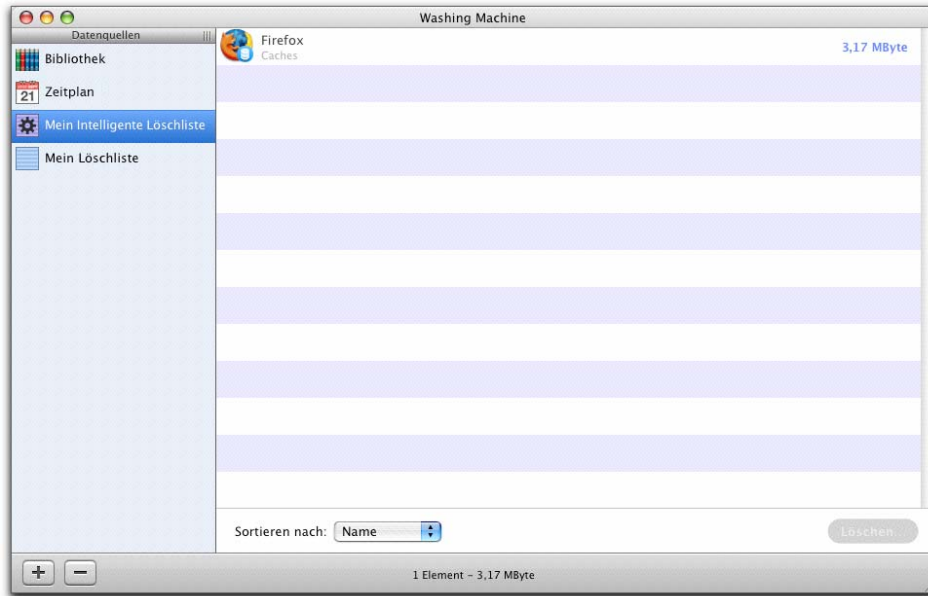 Washing Machine
Datenquellen
Bibliothek
21 Zeitplan
Mein Intelligente Löschliste
Mein Löschliste
Firefox
Caches
3,17 MByte
Sortieren nach: Name
Löschen...
1 Element – 3,17 MByte